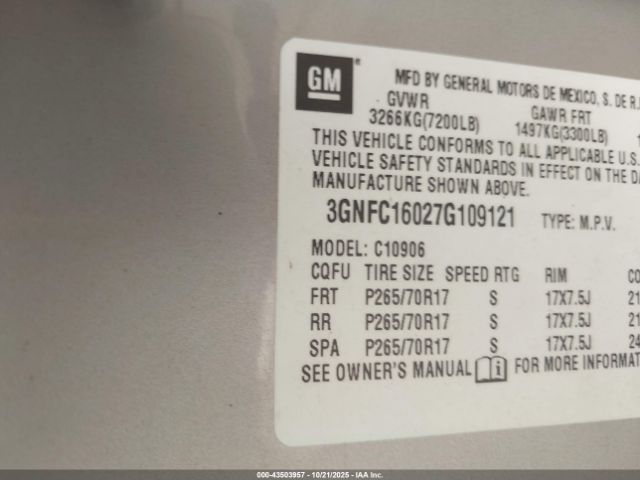 GM®
MFD BY GENERAL MOTORS DE MEXICO, S. DE R.
GVWR GAWR FRT
3266KG(7200LB) 1497KG(3300LB)
THIS VEHICLE CONFORMS TO ALL APPLICABLE U.S.
VEHICLE SAFETY STANDARDS IN EFFECT ON THE
MANUFACTURE SHOWN ABOVE.
3GNFC16027G109121 TYPE: M.P.V.
MODEL: C10906
CQFU TIRE SIZE SPEED RTG RIM
FRT P265/70R17 S 17X7.5J
RR P265/70R17 S 17X7.5J
SPA P265/70R17 S 17X7.5J
SEE OWNER'S MANUAL i FOR MORE
000-43503957 - 10/21/2025 - IAA Inc.